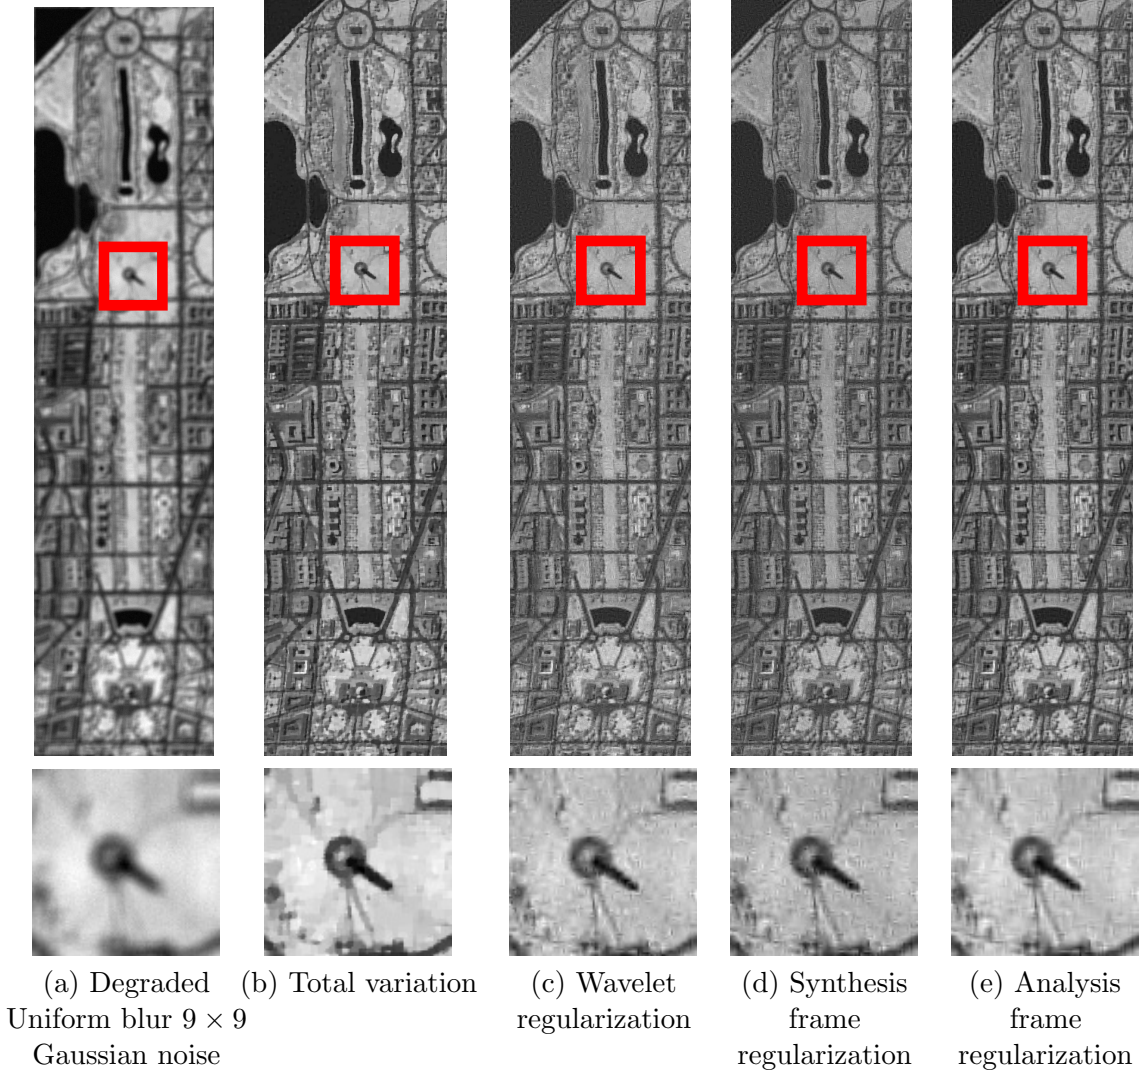 (a) Degraded
Uniform blur 9 × 9
Gaussian noise
(b) Total variation
(c) Wavelet
regularization
(d) Synthesis
frame
regularization
(e) Analysis
frame
regularization